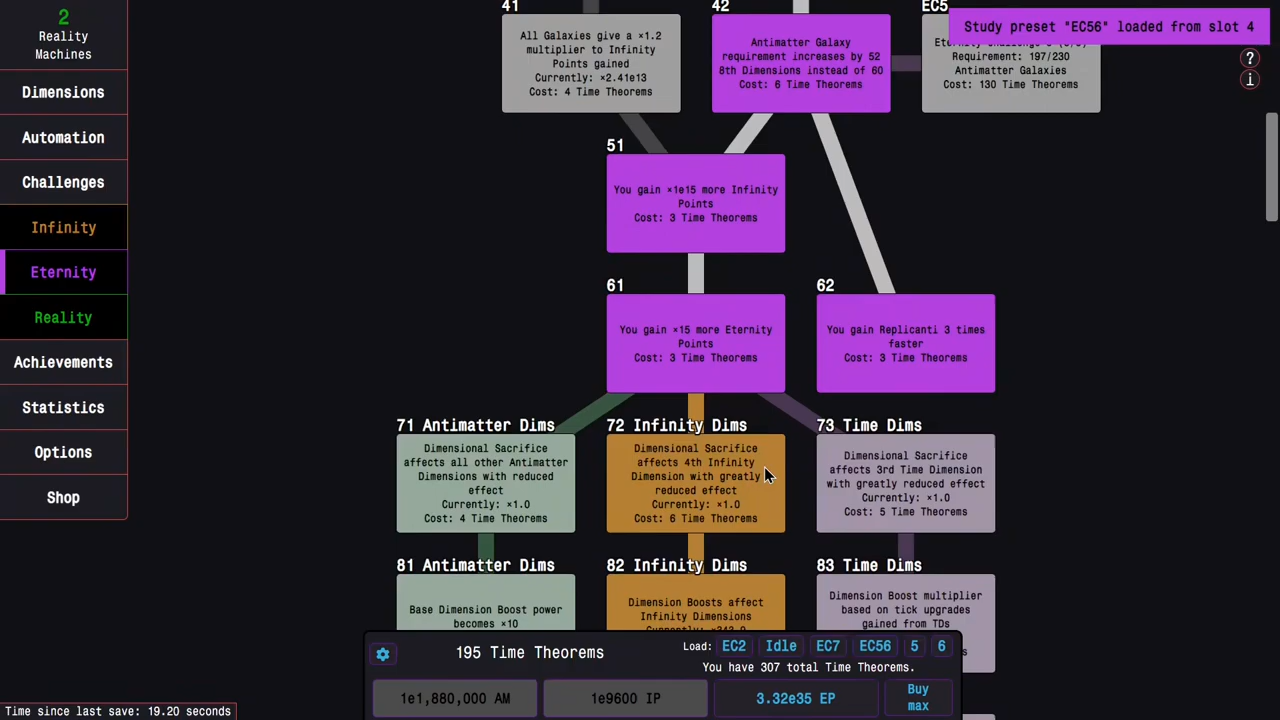 2
Reality
Machines
Dimensions
Automation
Challenges
Infinity
Eternity
Reality
Achievements
Statistics
Options
Shop
Time since last save: 19.20 seconds
Study preset "EC56" loaded from slot 4
?
i
41
All Galaxies give a ×1.2
multiplier to Infinity
Points gained
Currently: ×2.41e13
Cost: 4 Time Theorems
42
Antimatter Galaxy
requirement increases by 52
8th Dimensions instead of 60
Cost: 6 Time Theorems
EC5
Requirement: 197/230
Antimatter Galaxies
Cost: 130 Time Theorems
51
You gain ×1e15 more Infinity
Points
Cost: 3 Time Theorems
61
You gain ×15 more Eternity
Points
Cost: 3 Time Theorems
62
You gain Replicanti 3 times
faster
Cost: 3 Time Theorems
71 Antimatter Dims
Dimensional Sacrifice
affects all other Antimatter
Dimensions with reduced
effect
Currently: ×1.0
Cost: 4 Time Theorems
72 Infinity Dims
Dimensional Sacrifice
affects 4th Infinity
Dimension with greatly
reduced effect
Currently: ×1.0
Cost: 6 Time Theorems
73 Time Dims
Dimensional Sacrifice
affects 3rd Time Dimension
with greatly reduced effect
Currently: ×1.0
Cost: 5 Time Theorems
81 Antimatter Dims
Base Dimension Boost power
becomes ×10
82 Infinity Dims
Dimension Boosts affect
Infinity Dimensions
83 Time Dims
Dimension Boost multiplier
based on tick upgrades
gained from TDs
195 Time Theorems
Load: EC2 Idle EC7 EC56 5 6
You have 307 total Time Theorems.
1e1,880,000 AM
1e9600 IP
3.32e35 EP
Buy
max